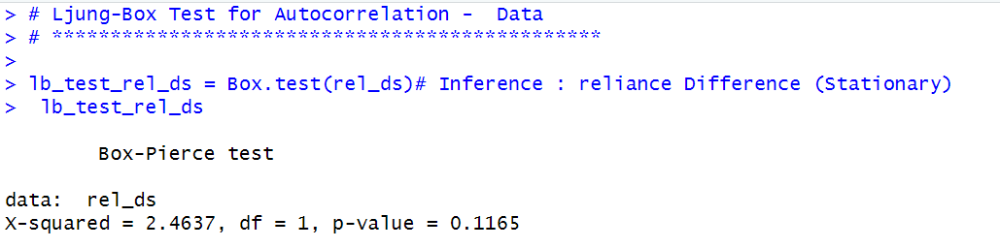 > # Ljung-Box Test for Autocorrelation -  Data
> # ***********************************************
>
> lb_test_rel_ds = Box.test(rel_ds)# Inference : reliance Difference (Stationary)
>  lb_test_rel_ds
Box-Pierce test
data:  rel_ds
X-squared = 2.4637, df = 1, p-value = 0.1165